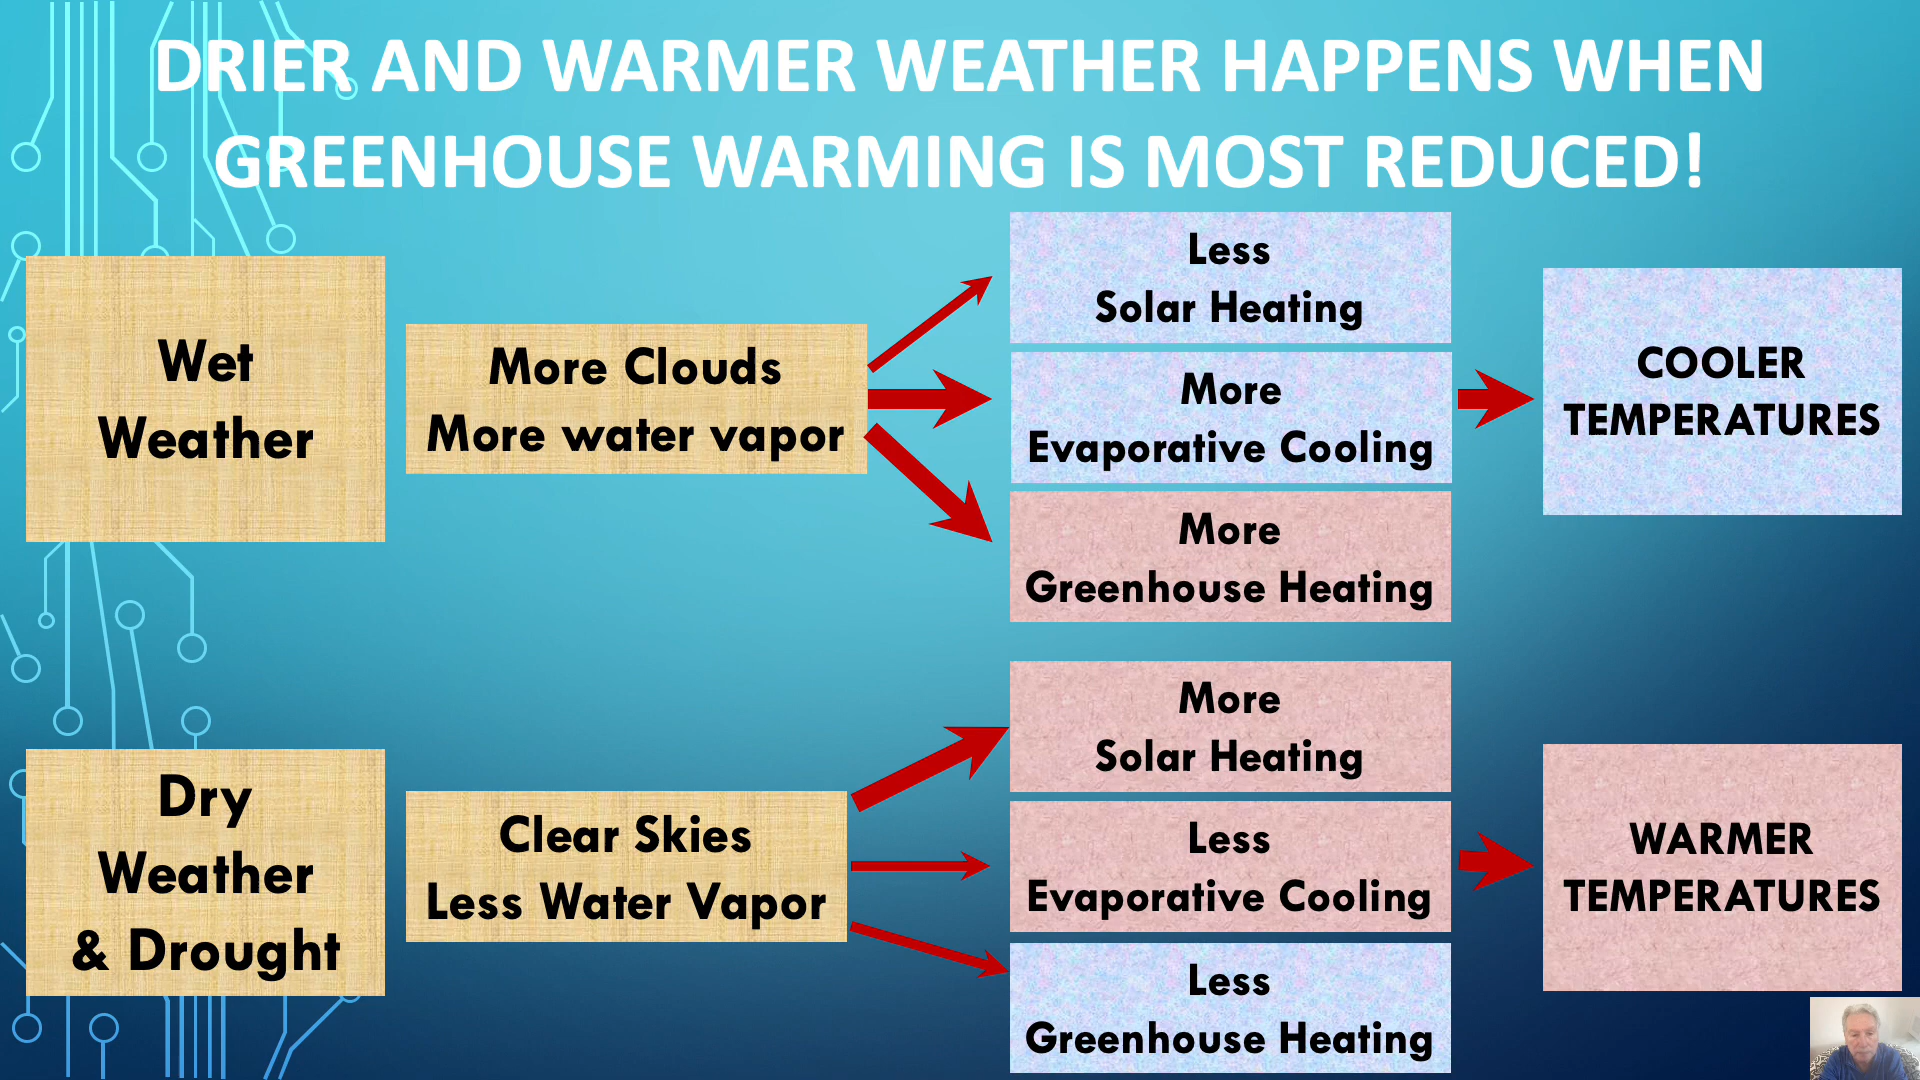 DRIER AND WARMER WEATHER HAPPENS WHEN
GREENHOUSE WARMING IS MOST REDUCED!
Wet
Weather
More Clouds
More water vapor
Less
Solar Heating
More
Evaporative Cooling
More
Greenhouse Heating
COOLER
TEMPERATURES
Dry
Weather
& Drought
Clear Skies
Less Water Vapor
More
Solar Heating
Less
Evaporative Cooling
Less
Greenhouse Heating
WARMER
TEMPERATURES